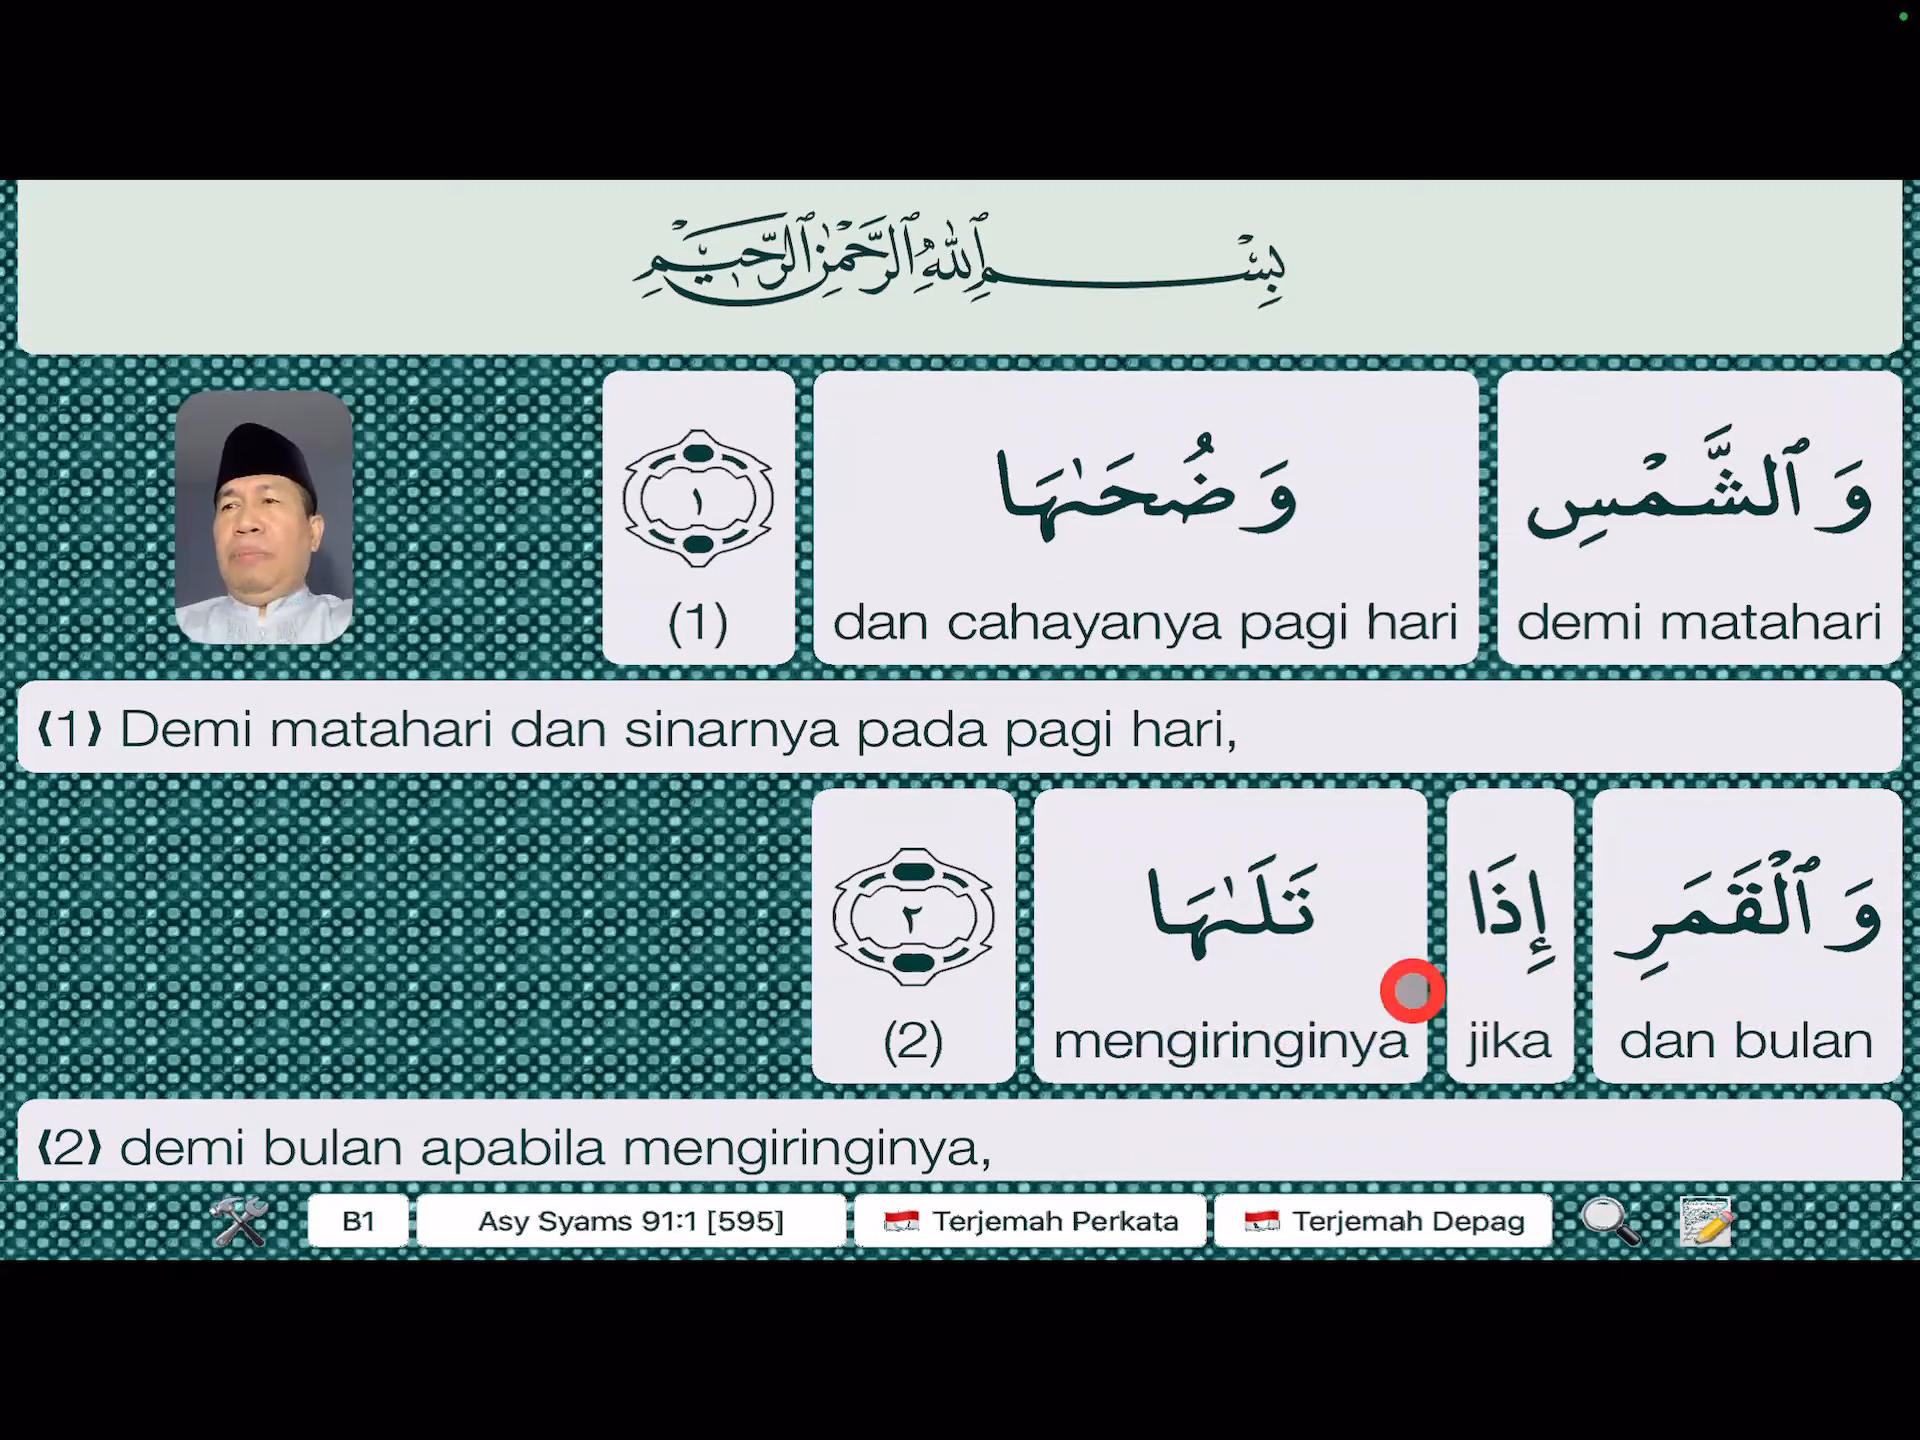 بِسْمِ ٱللَّهِ ٱلرَّحْمَٰنِ ٱلرَّحِيمِ
وَ ٱلشَّمْسِ وَ ضُحَىٰهَا ١
demi matahari dan cahayanya pagi hari (1)
⟨1⟩ Demi matahari dan sinarnya pada pagi hari,
وَ ٱلْقَمَرِ إِذَا تَلَىٰهَا ٢
dan bulan jika mengiringinya (2)
⟨2⟩ demi bulan apabila mengiringinya,
B1 Asy Syams 91:1 [595] Terjemah Perkata Terjemah Depag